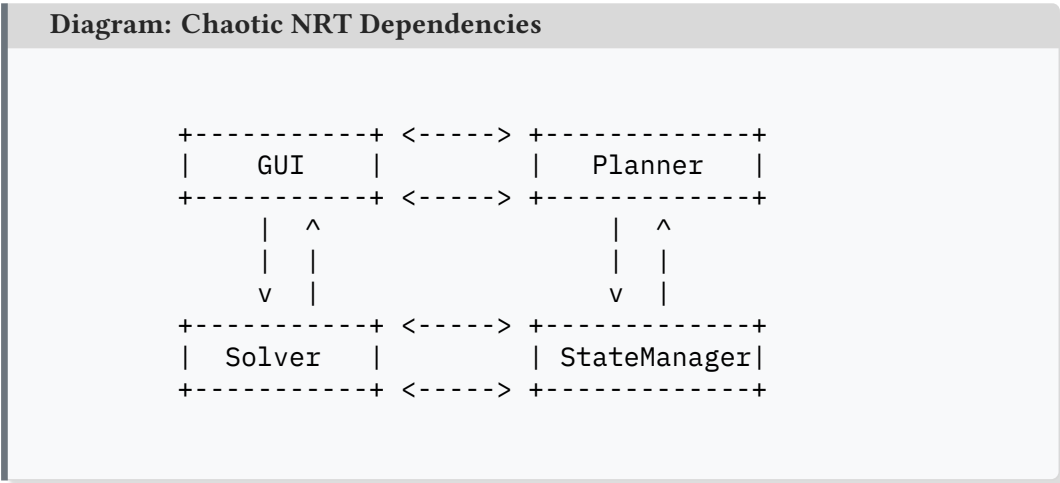 Diagram: Chaotic NRT Dependencies
+-----------+ <-----> +-------------+
|     GUI    |         |   Planner   |
+-----------+ <-----> +-------------+
     |  ^                  |  ^
     |  |                  |  |
     v  |                  v  |
+-----------+ <-----> +-------------+
|  Solver   |         | StateManager|
+-----------+ <-----> +-------------+